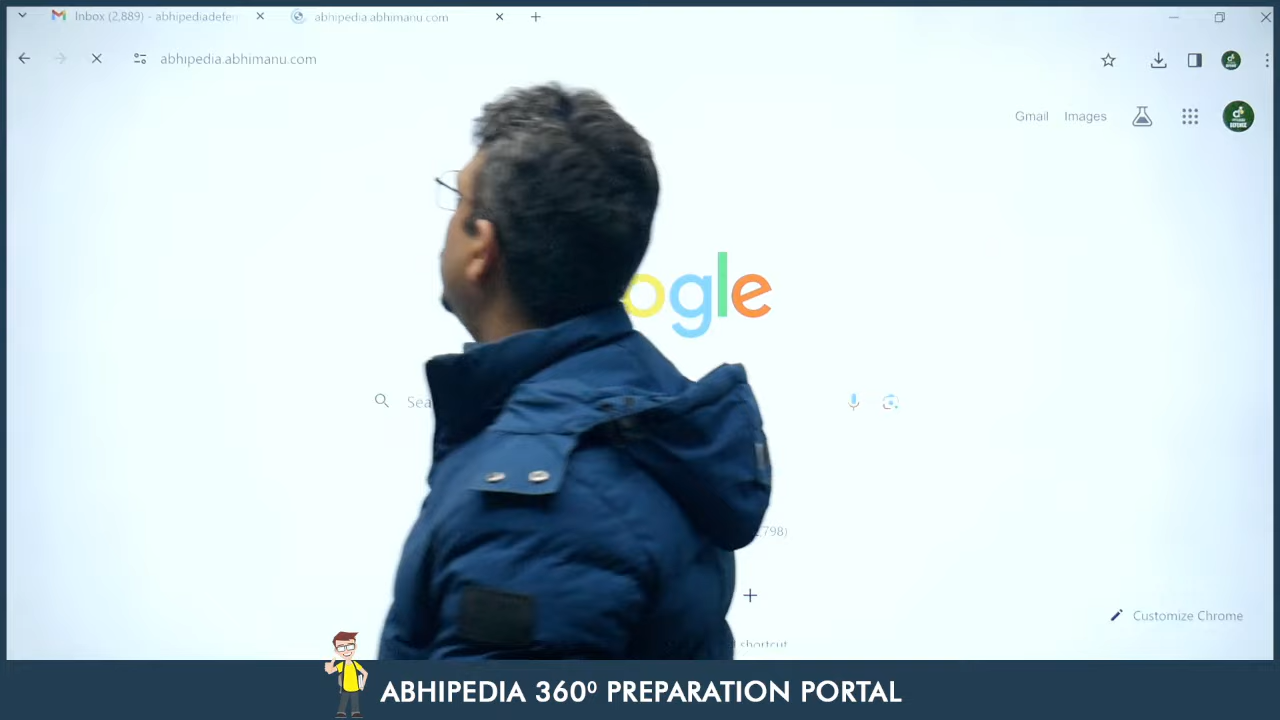 Inbox (2,889) - abhipediadefen
abhipedia.abhimanu.com
abhipedia.abhimanu.com
Gmail
Images
ogle
Sea
798)
d shortcut
Customize Chrome
ABHIPEDIA 360⁰ PREPARATION PORTAL